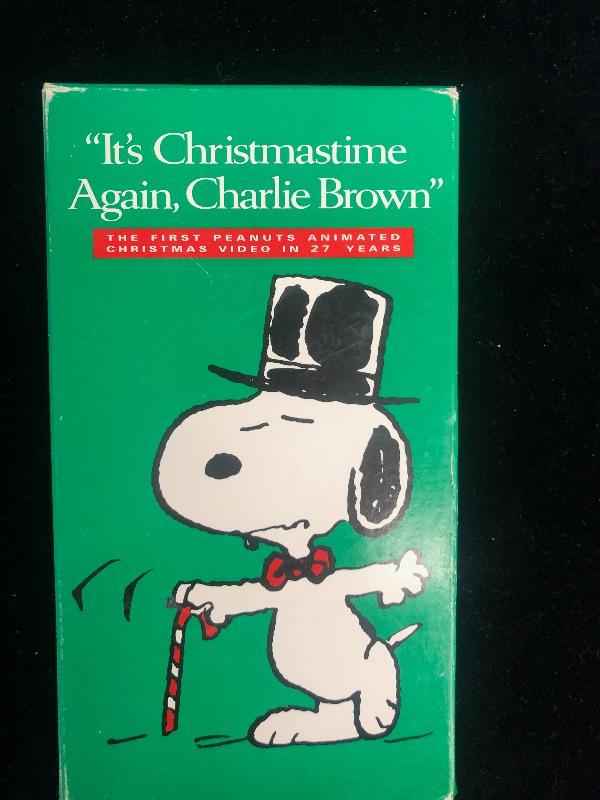 “It's Christmastime
Again, Charlie Brown”
THE FIRST PEANUTS ANIMATED
CHRISTMAS VIDEO IN 27 YEARS